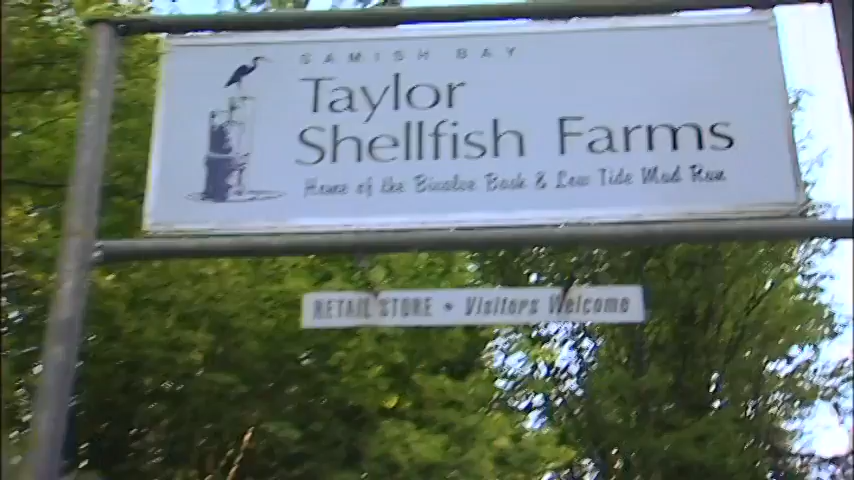 SAMISH BAY
Taylor
Shellfish Farms
Home of the Bivalve Bash & Low Tide Mud Run
RETAIL STORE • Visitors Welcome